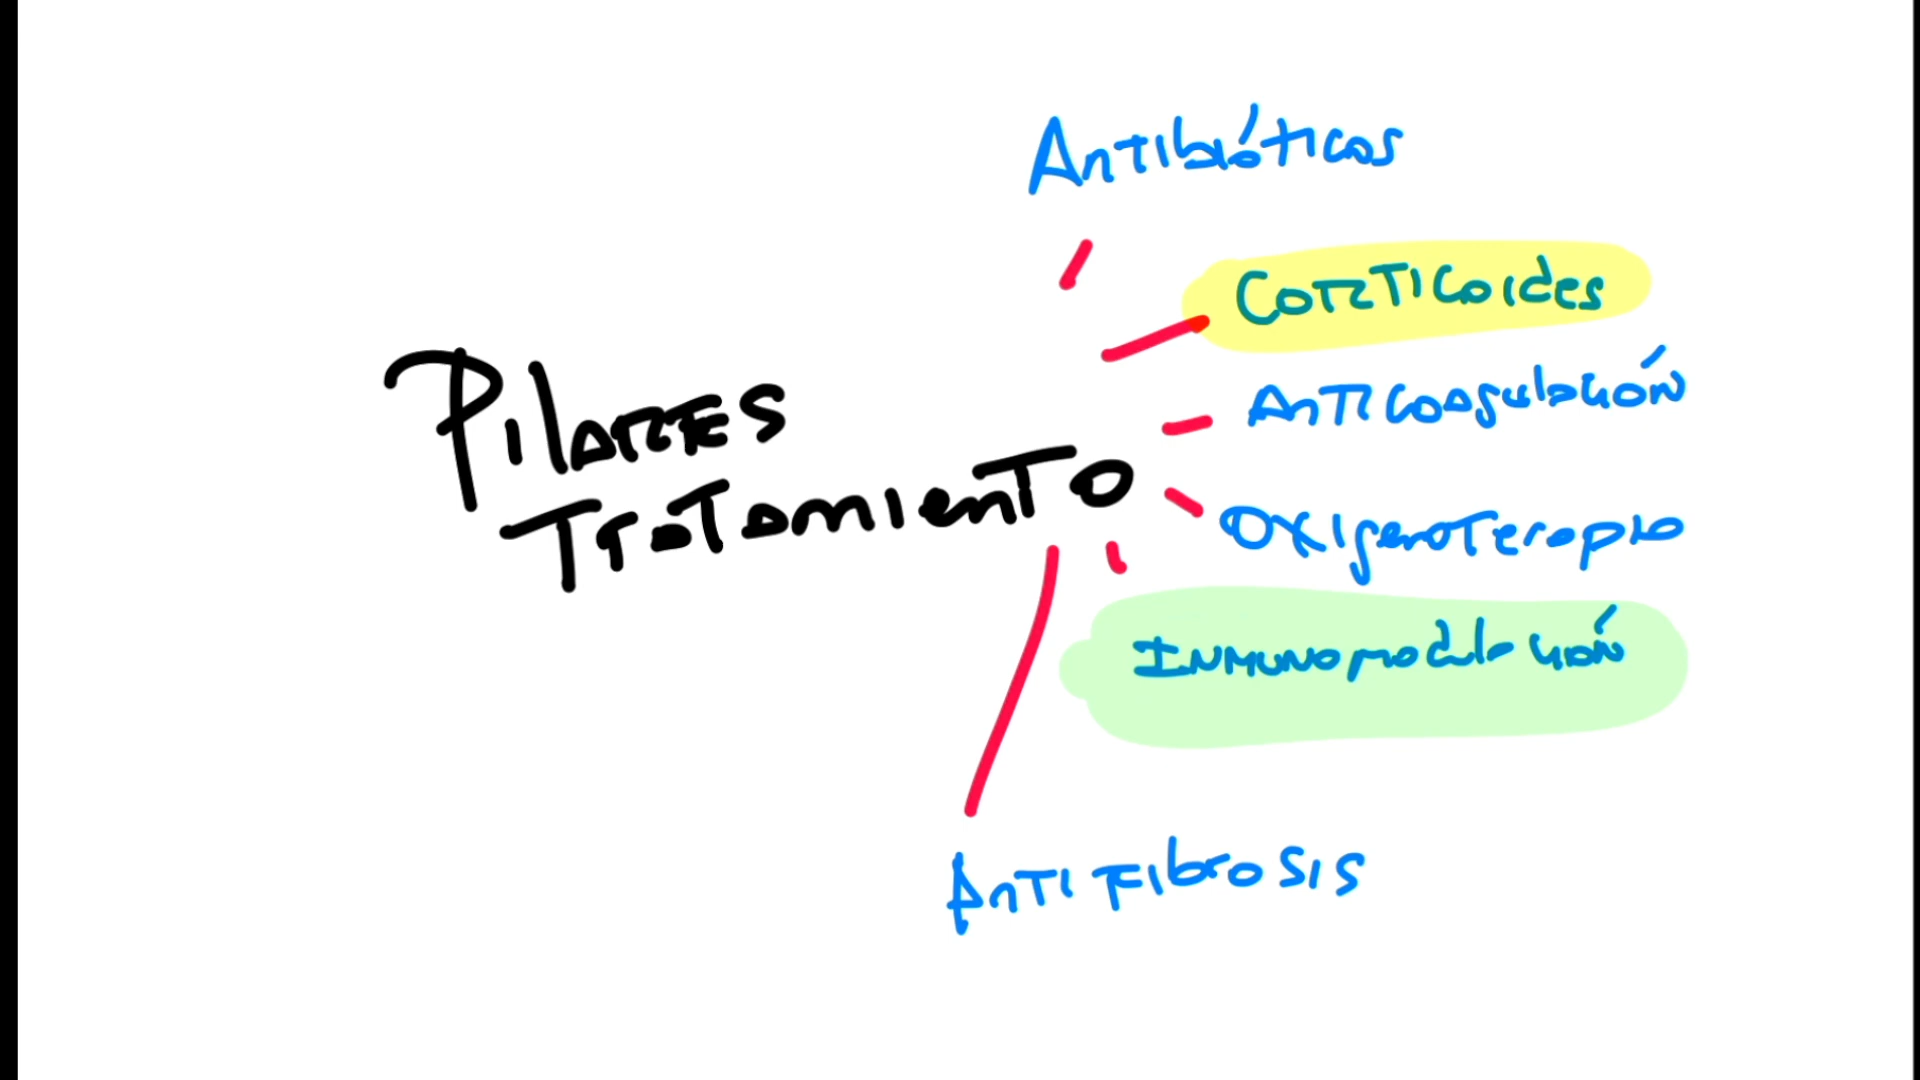 Antibióticos
Corticoides
Pilares
Anticoagulación
Tratamiento
Oxigenoterapia
Inmunomodulación
Antifibrosis